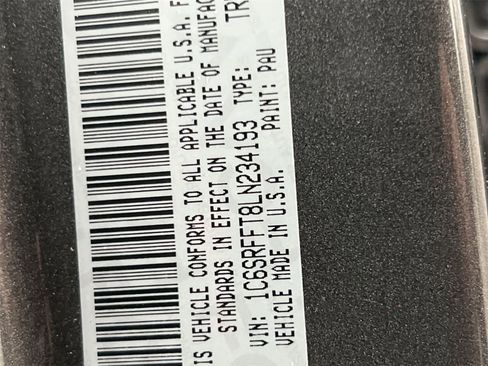 IS VEHICLE CONFORMS TO ALL APPLICABLE U.S.A. F
STANDARDS IN EFFECT ON THE DATE OF MANUFAC
VIN: 1C6SRFFT8LN234193 TYPE: TR
VEHICLE MADE IN U.S.A. PAINT: PAU